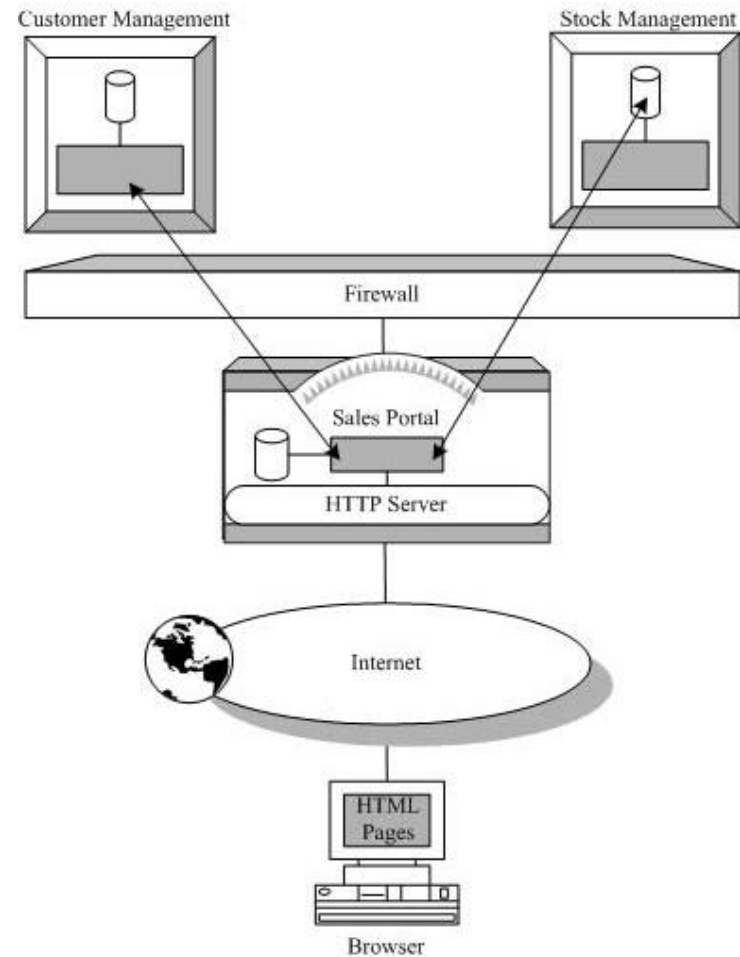 Customer Management
Stock Management
Firewall
Sales Portal
HTTP Server
Internet
HTML
Pages
Browser